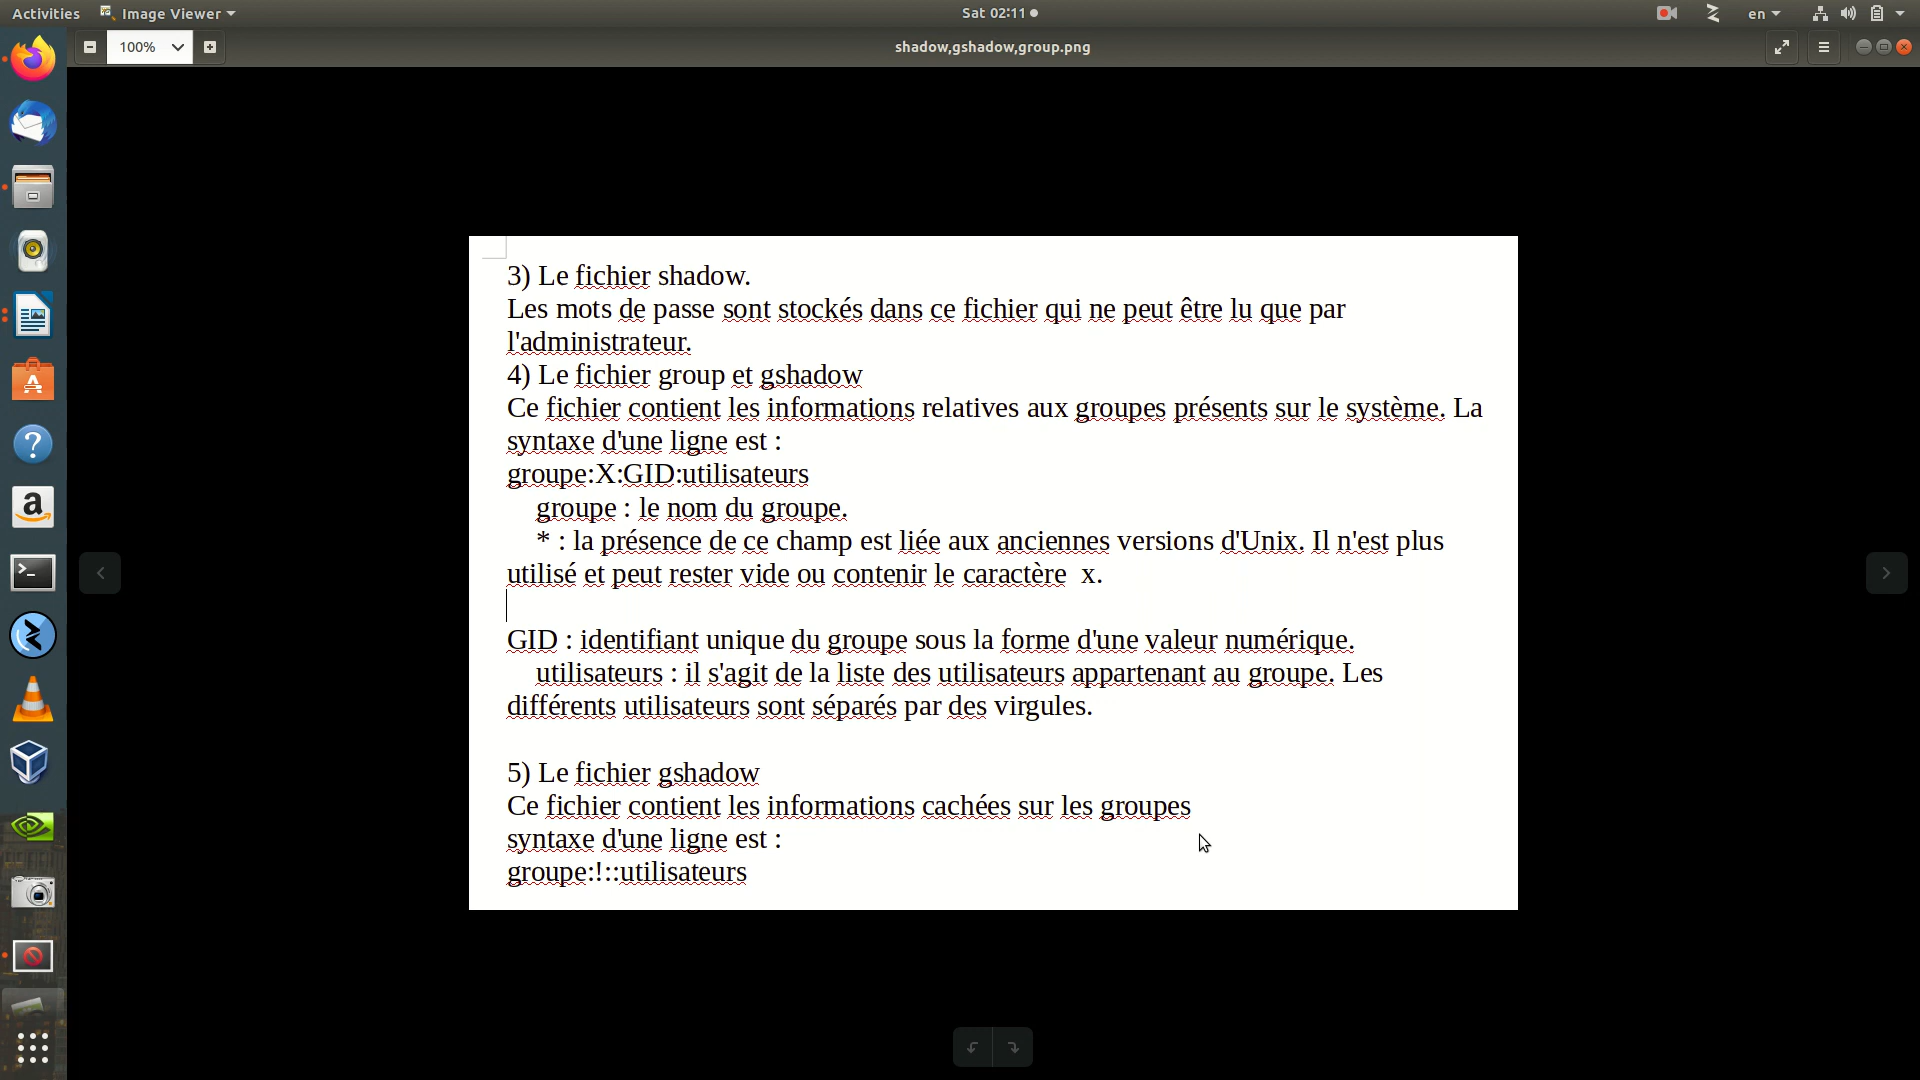 Activities Image Viewer Sat 02:11 en
100% shadow,gshadow,group.png
3) Le fichier shadow.
Les mots de passe sont stockés dans ce fichier qui ne peut être lu que par
l'administrateur.
4) Le fichier group et gshadow
Ce fichier contient les informations relatives aux groupes présents sur le système. La
syntaxe d'une ligne est :
groupe:X:GID:utilisateurs
groupe : le nom du groupe.
* : la présence de ce champ est liée aux anciennes versions d'Unix. Il n'est plus
utilisé et peut rester vide ou contenir le caractère  x.
GID : identifiant unique du groupe sous la forme d'une valeur numérique.
utilisateurs : il s'agit de la liste des utilisateurs appartenant au groupe. Les
différents utilisateurs sont séparés par des virgules.
5) Le fichier gshadow
Ce fichier contient les informations cachées sur les groupes
syntaxe d'une ligne est :
groupe:!::utilisateurs